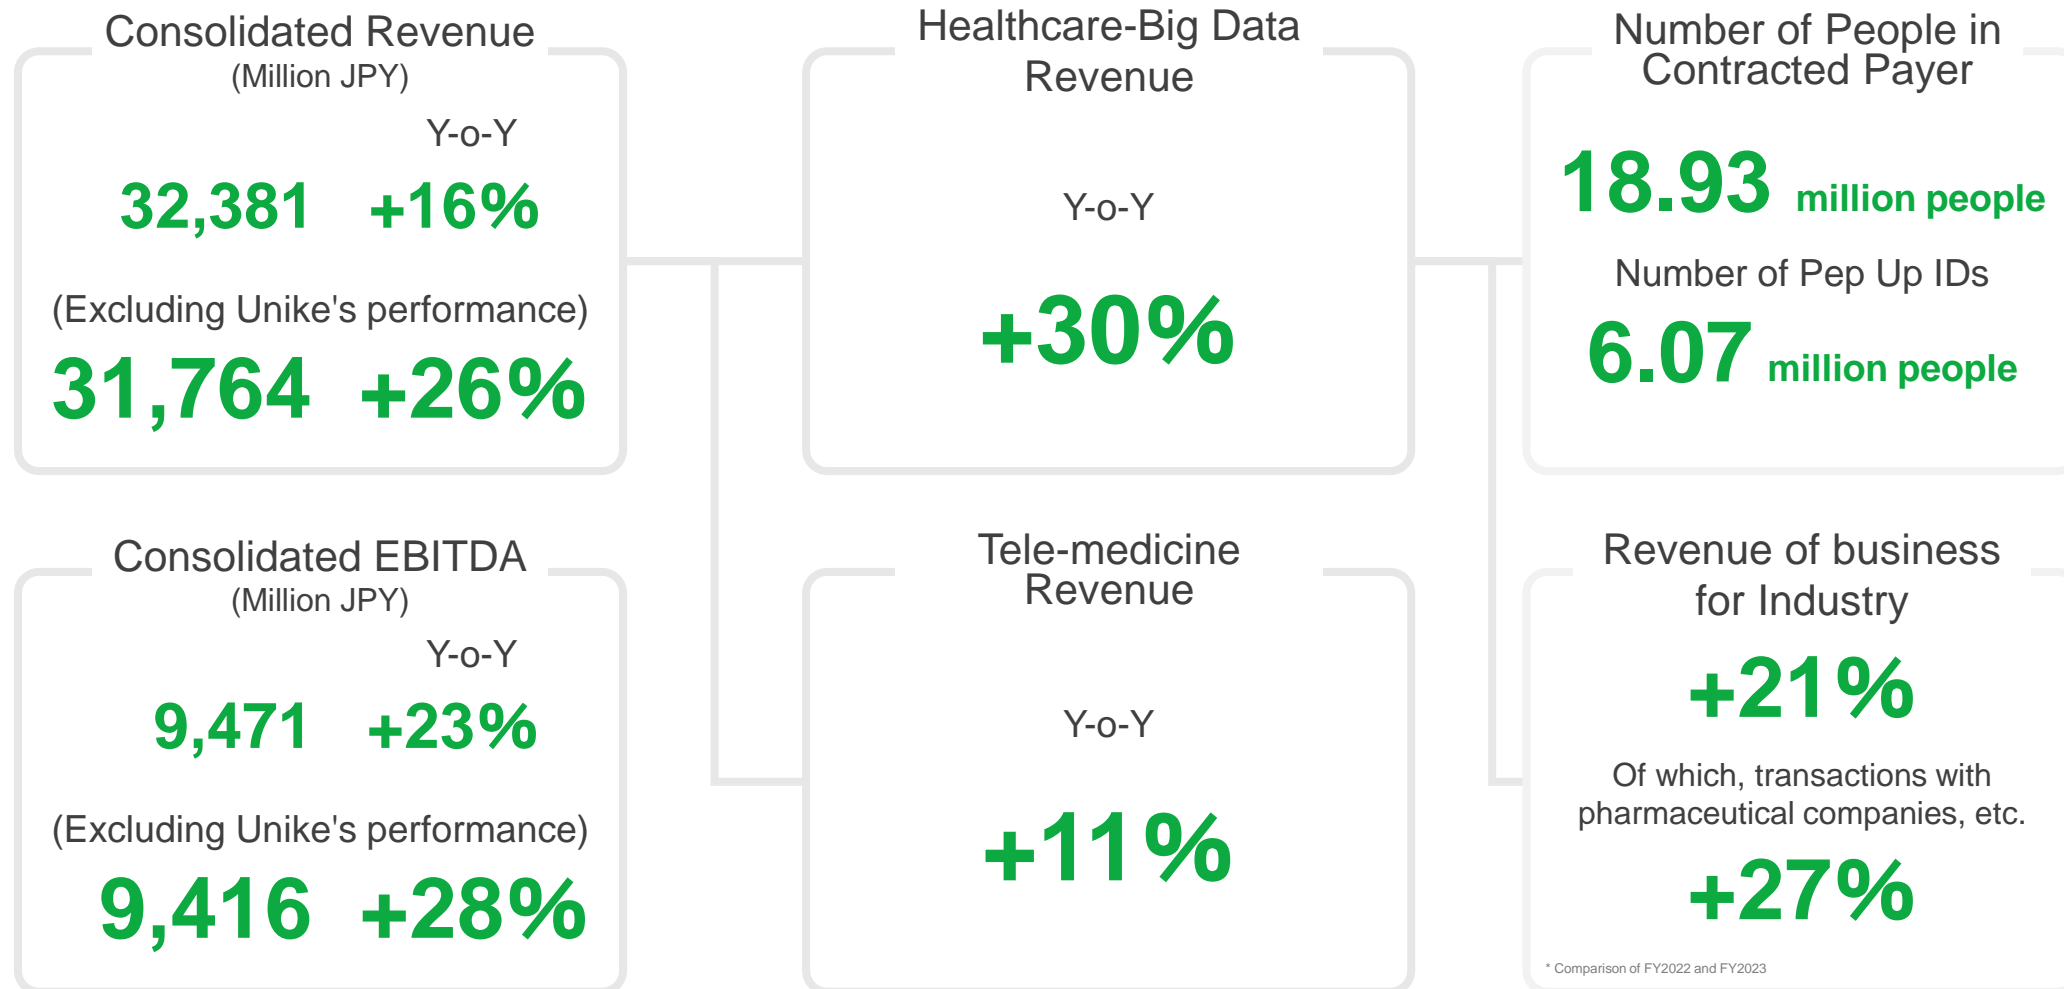 Consolidated Revenue
(Million JPY)
Y-o-Y
32,381 +16%
(Excluding Unike's performance)
31,764 +26%
Healthcare-Big Data
Revenue
Y-o-Y
+30%
Number of People in
Contracted Payer
18.93 million people
Number of Pep Up IDs
6.07 million people
Consolidated EBITDA
(Million JPY)
Y-o-Y
9,471 +23%
(Excluding Unike's performance)
9,416 +28%
Tele-medicine
Revenue
Y-o-Y
+11%
Revenue of business
for Industry
+21%
Of which, transactions with
pharmaceutical companies, etc.
+27%
* Comparison of FY2022 and FY2023